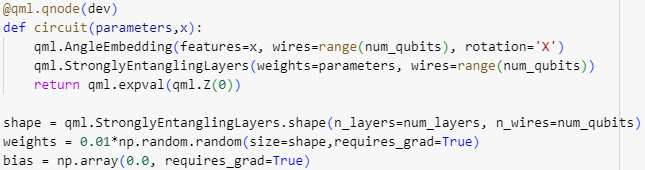 @qml.qnode(dev)
def circuit(parameters,x):
    qml.AngleEmbedding(features=x, wires=range(num_qubits), rotation='X')
    qml.StronglyEntanglingLayers(weights=parameters, wires=range(num_qubits))
    return qml.expval(qml.Z(0))

shape = qml.StronglyEntanglingLayers.shape(n_layers=num_layers, n_wires=num_qubits)
weights = 0.01*np.random.random(size=shape,requires_grad=True)
bias = np.array(0.0, requires_grad=True)